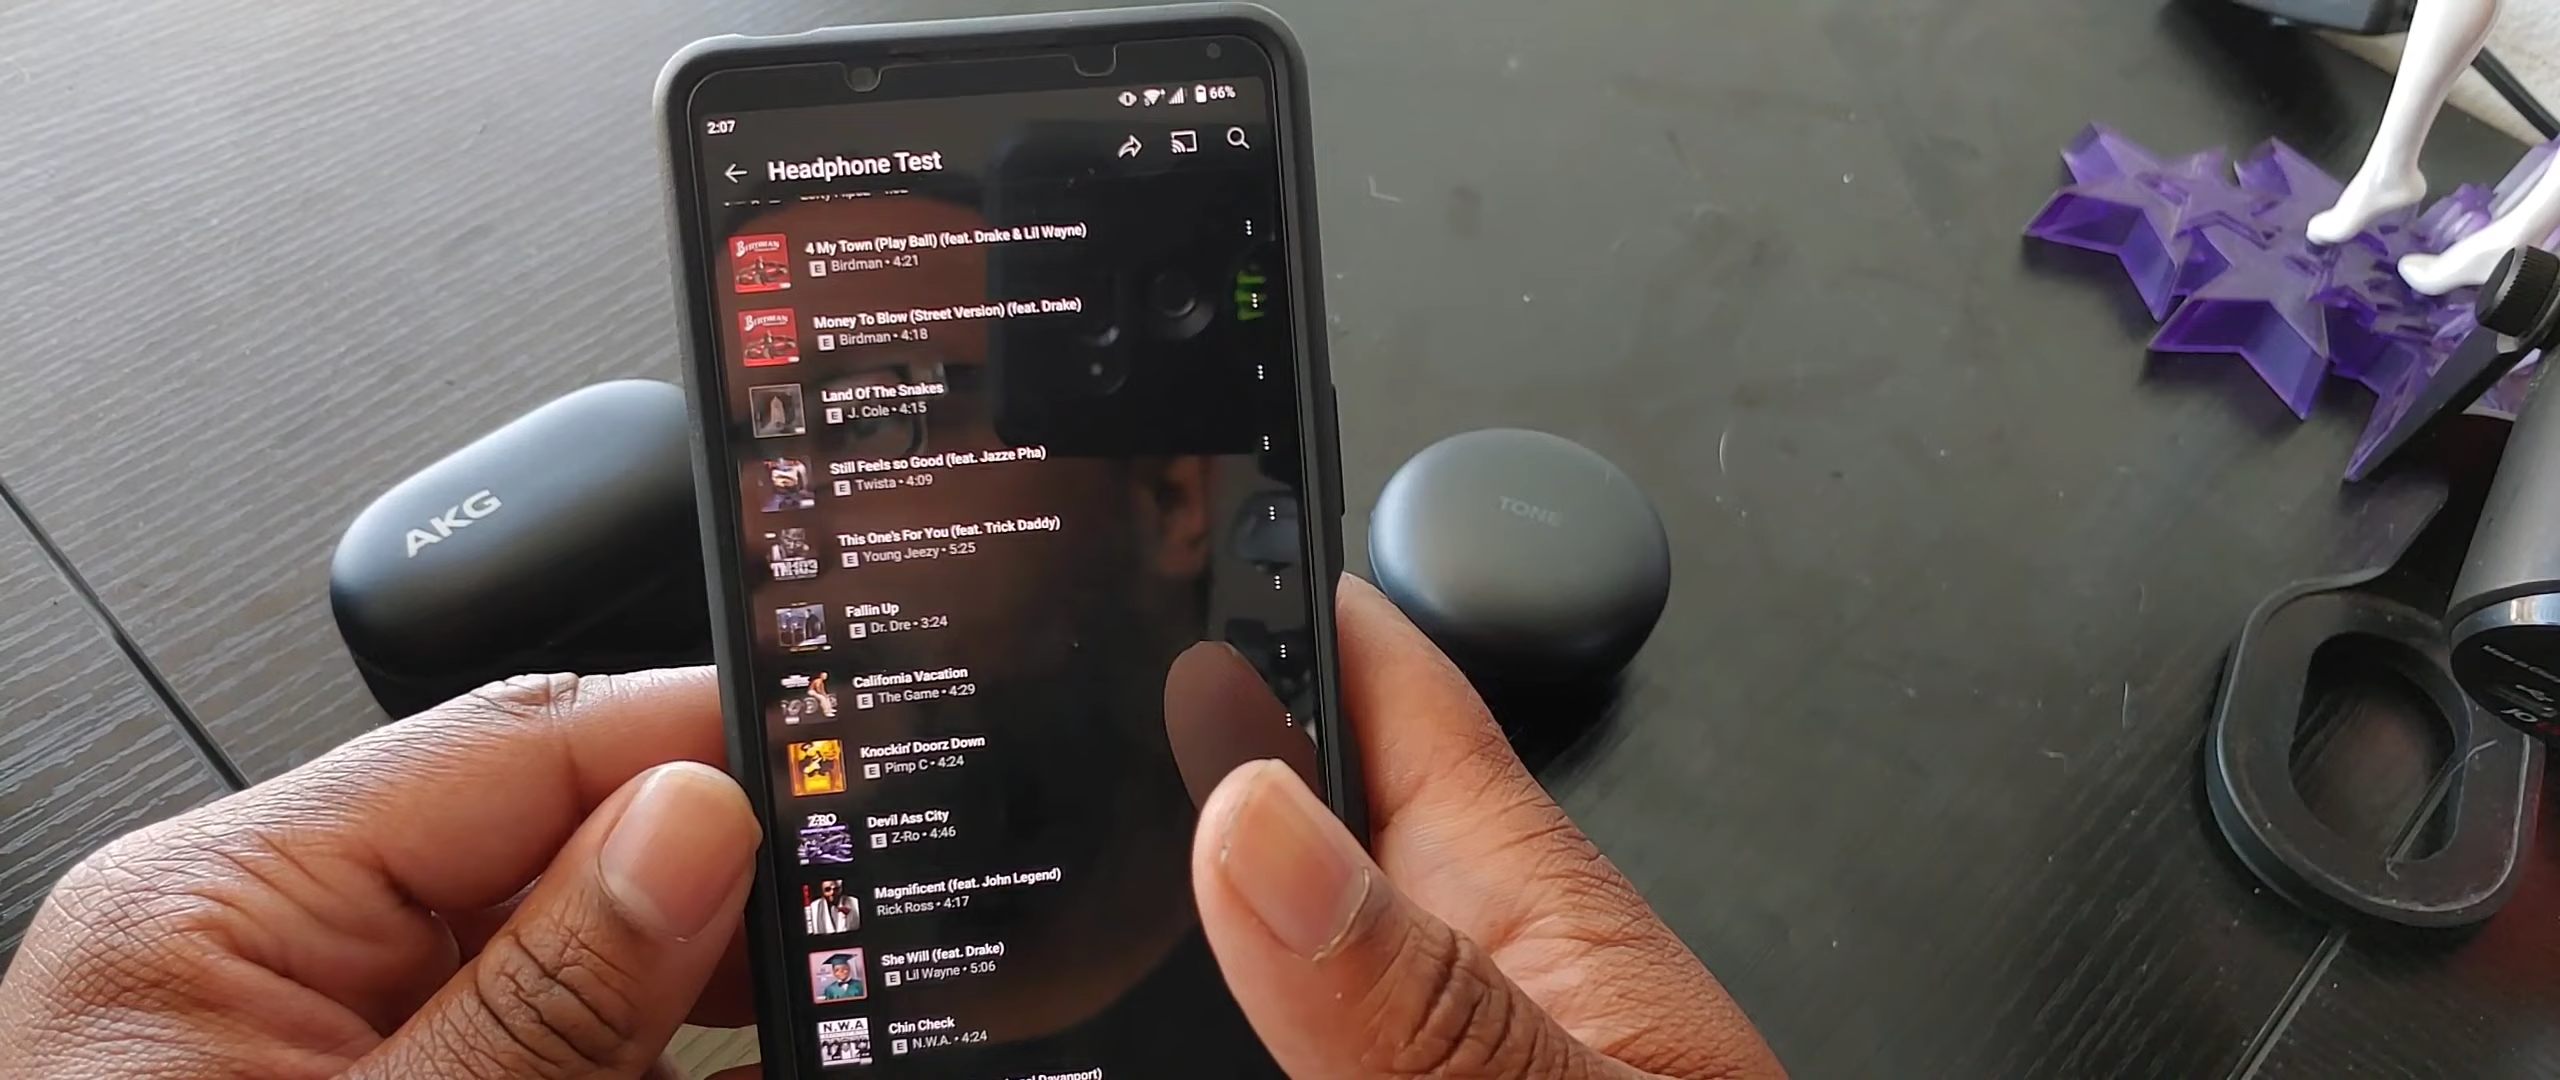 2:07
66%
Headphone Test
4 My Town (Play Ball) (feat. Drake & Lil Wayne)
E Birdman • 4:21
Money To Blow (Street Version) (feat. Drake)
E Birdman • 4:18
Land Of The Snakes
E J. Cole • 4:15
Still Feels so Good (feat. Jazze Pha)
E Twista • 4:09
This One's For You (feat. Trick Daddy)
E Young Jeezy • 5:25
TM:103
Fallin Up
E Dr. Dre • 3:24
California Vacation
E The Game • 4:29
Knockin' Doorz Down
E Pimp C • 4:24
Z-RO
Devil Ass City
E Z-Ro • 4:46
Magnificent (feat. John Legend)
Rick Ross • 4:17
She Will (feat. Drake)
E Lil Wayne • 5:06
N.W.A
Chin Check
E N.W.A. • 4:24
Davanport)
AKG
TONE